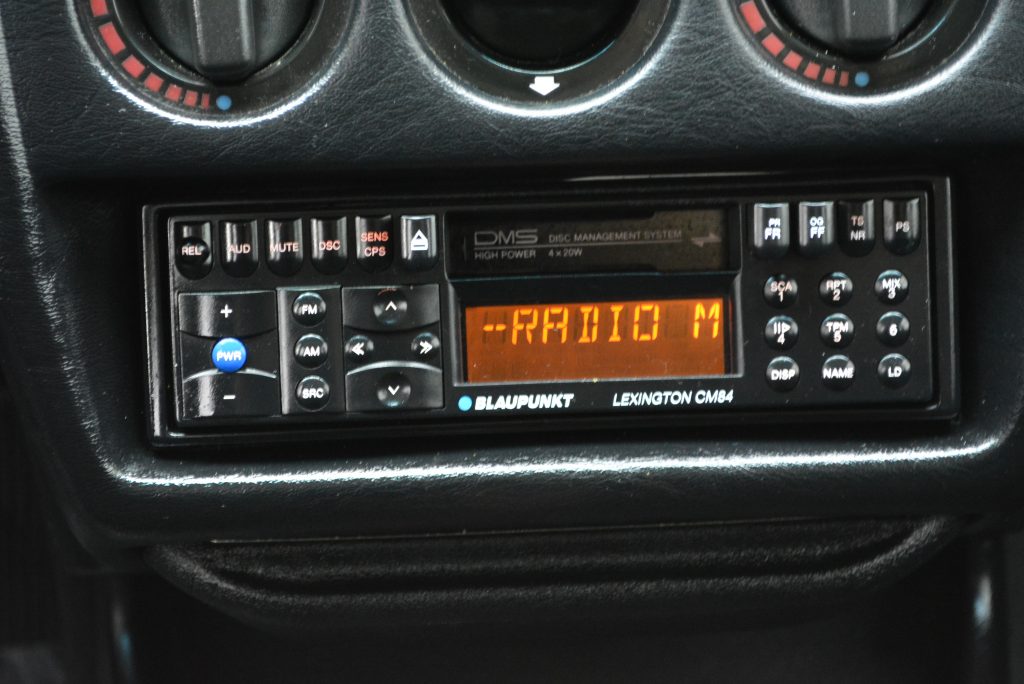 REL AUD MUTE DSC SENS CPS
DMS DISC MANAGEMENT SYSTEM
HIGH POWER 4 x 20W
PR FR CG FF TS NR PS
+
PWR
−
FM
AM
SRC
-RADIO M
SCA 1 RPT 2 MIX 3
4 TPM 5 6
DISP NAME LD
BLAUPUNKT LEXINGTON CM84